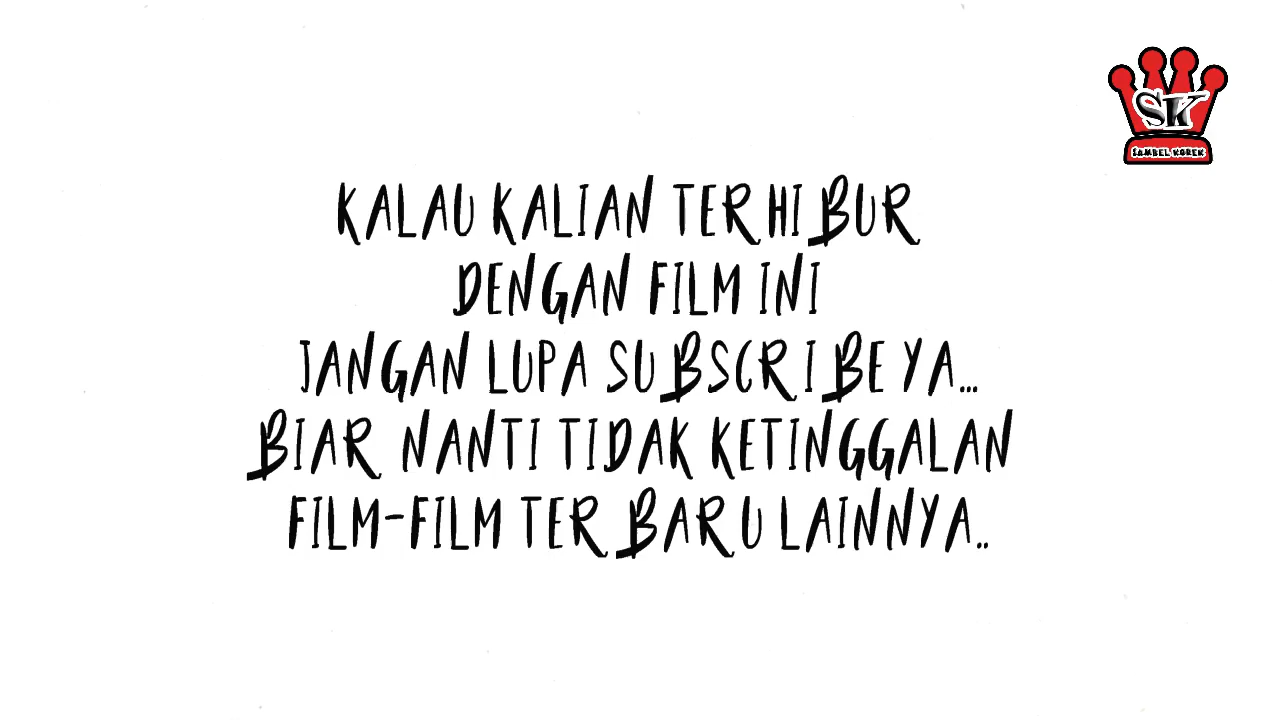 SK
SAMBEL KOREK
KALAU KALIAN TERHIBUR
DENGAN FILM INI
JANGAN LUPA SUBSCRIBE YA...
BIAR NANTI TIDAK KETINGGALAN
FILM-FILM TERBARU LAINNYA..